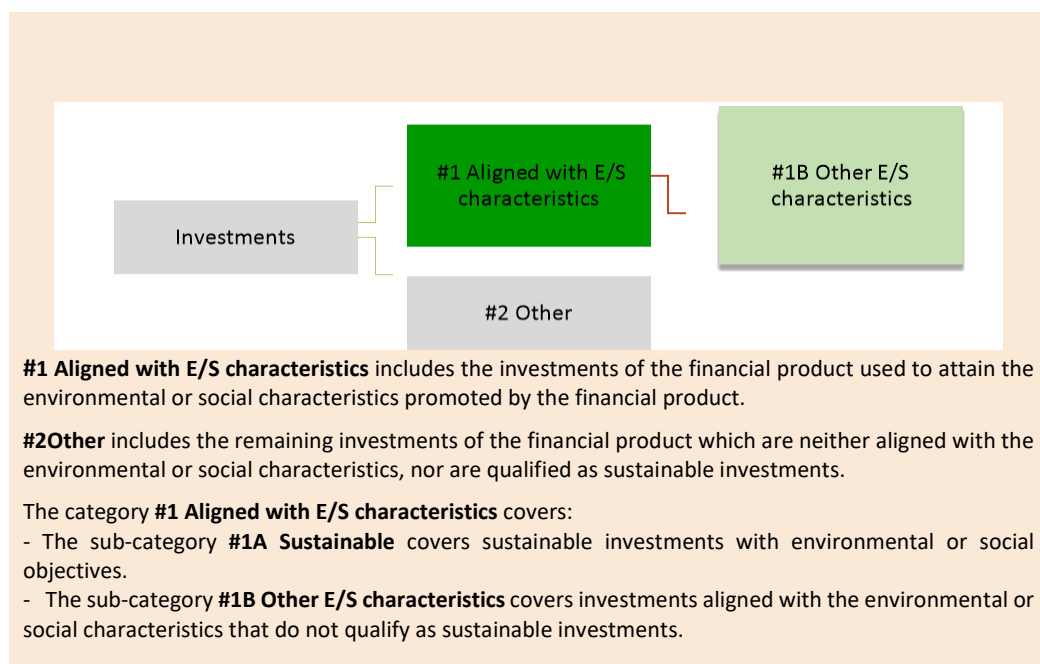 #1 Aligned with E/S
characteristics
#1B Other E/S
characteristics
Investments
#2 Other
#1 Aligned with E/S characteristics includes the investments of the financial product used to attain the
environmental or social characteristics promoted by the financial product.
#2Other includes the remaining investments of the financial product which are neither aligned with the
environmental or social characteristics, nor are qualified as sustainable investments.
The category #1 Aligned with E/S characteristics covers:
- The sub-category #1A Sustainable covers sustainable investments with environmental or social
objectives.
- The sub-category #1B Other E/S characteristics covers investments aligned with the environmental or
social characteristics that do not qualify as sustainable investments.